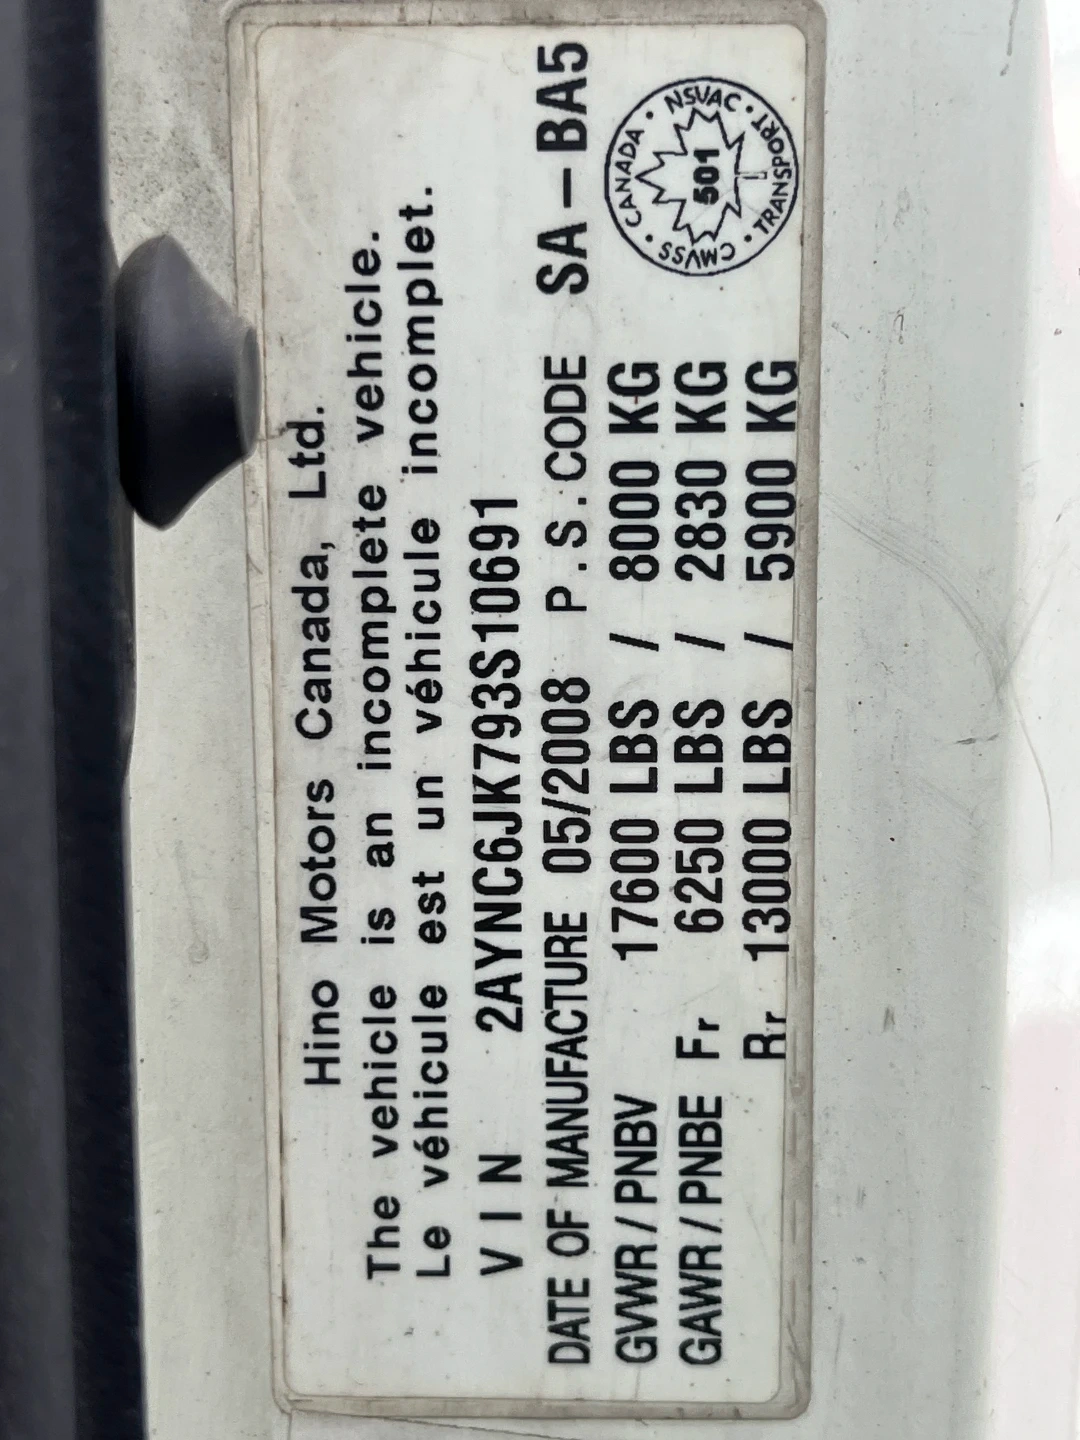 Hino Motors Canada, Ltd.
The vehicle is an incomplete vehicle.
Le véhicule est un véhicule incomplet.
VIN 2AYNC6JK793S10691
DATE OF MANUFACTURE 05/2008 P.S.CODE SA-BA5
GVWR/PNBV 17600 LBS / 8000 KG
GAWR/PNBE Fr 6250 LBS / 2830 KG
Rr 13000 LBS / 5900 KG
CANADA · NSVAC · TRANSPORT · CMVSS ·
501